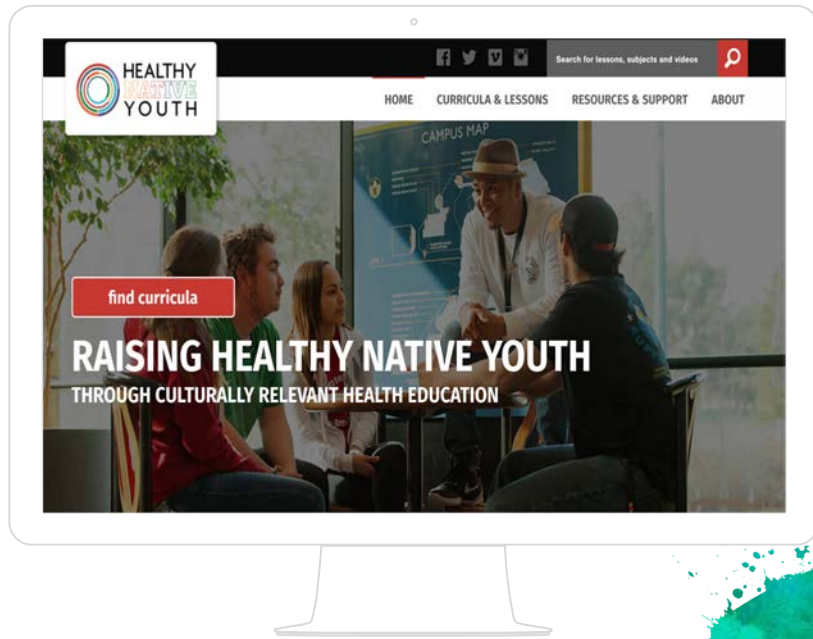 HEALTHY
NATIVE
YOUTH
Search for lessons, subjects and videos
HOME CURRICULA & LESSONS RESOURCES & SUPPORT ABOUT
CAMPUS MAP
find curricula
RAISING HEALTHY NATIVE YOUTH
THROUGH CULTURALLY RELEVANT HEALTH EDUCATION